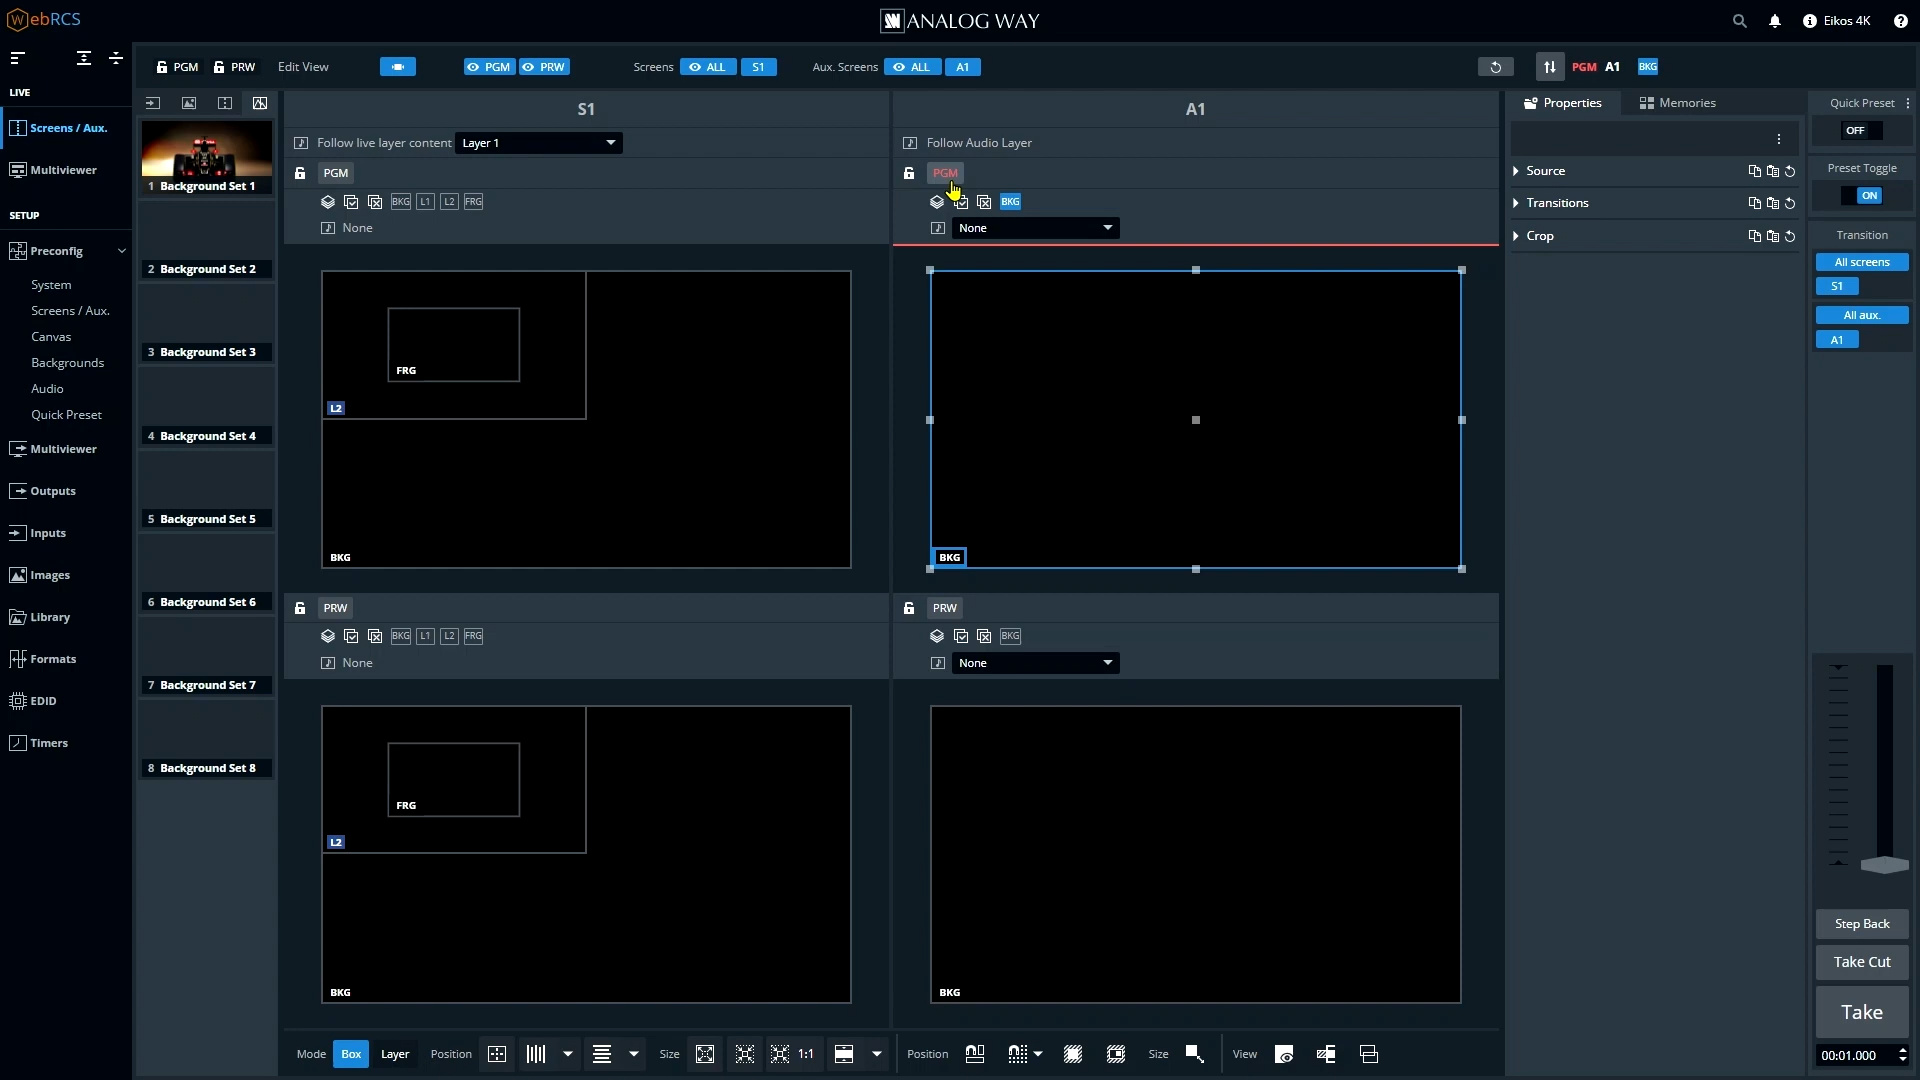 WebRCS
ANALOG WAY
Eikos 4K
PGM PRW Edit View PGM PRW Screens ALL S1 Aux. Screens ALL A1 PGM A1 BKG
LIVE
Screens / Aux.
Multiviewer
SETUP
Preconfig
System
Screens / Aux.
Canvas
Backgrounds
Audio
Quick Preset
Multiviewer
Outputs
Inputs
Images
Library
Formats
EDID
Timers
1 Background Set 1
2 Background Set 2
3 Background Set 3
4 Background Set 4
5 Background Set 5
6 Background Set 6
7 Background Set 7
8 Background Set 8
S1
Follow live layer content Layer 1
PGM
BKG L1 L2 FRG
None
FRG
L2
BKG
PRW
BKG L1 L2 FRG
None
FRG
L2
BKG
A1
Follow Audio Layer
PGM
BKG
None
BKG
PRW
BKG
None
BKG
Properties Memories
Source
Transitions
Crop
Quick Preset
OFF
Preset Toggle
ON
Transition
All screens
S1
All aux.
A1
Step Back
Take Cut
Take
00:01.000
Mode Box Layer Position Size 1:1 Position Size View